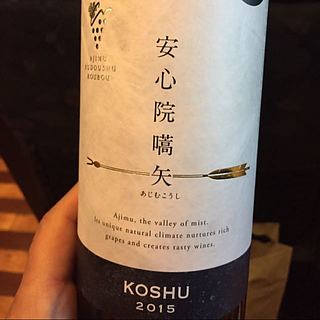 AJIMU
BUDOUSHU
KOUBOU
安心院嚆矢
あじむこうし
Ajimu, the valley of mist.
Its unique natural climate nurtures rich
grapes and creates tasty wines.
KOSHU
2015